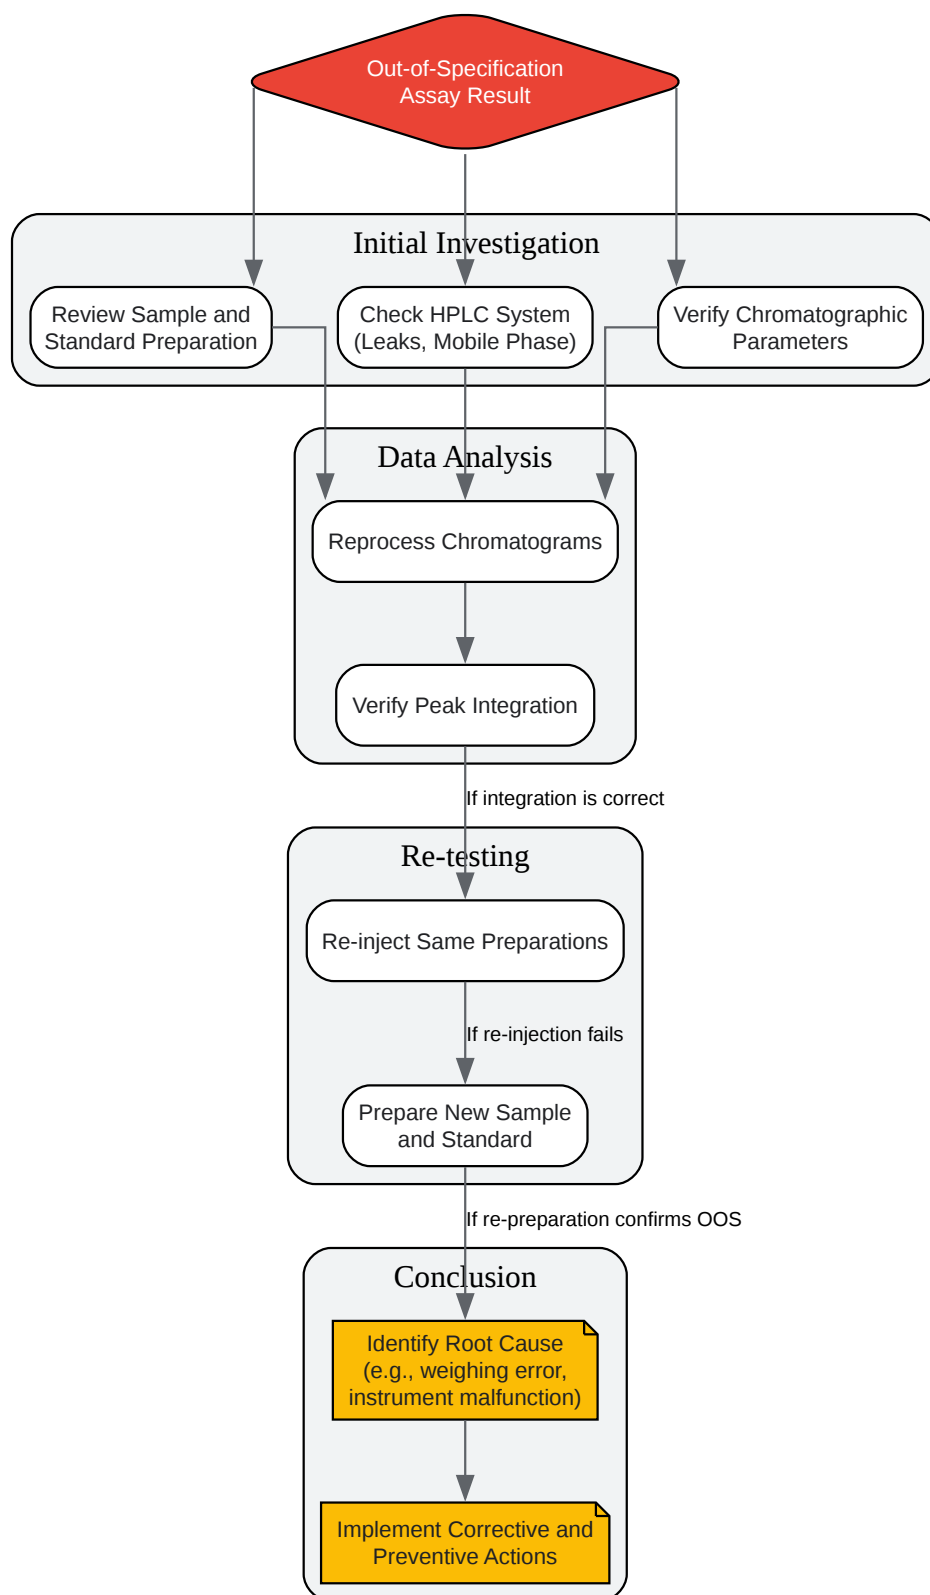 Out-of-Specification
Assay Result
Initial Investigation
Review Sample and
Standard Preparation
Check HPLC System
(Leaks, Mobile Phase)
Verify Chromatographic
Parameters
Data Analysis
Reprocess Chromatograms
Verify Peak Integration
If integration is correct
Re-testing
Re-inject Same Preparations
If re-injection fails
Prepare New Sample
and Standard
If re-preparation confirms OOS
Conclusion
Identify Root Cause
(e.g., weighing error,
instrument malfunction)
Implement Corrective and
Preventive Actions